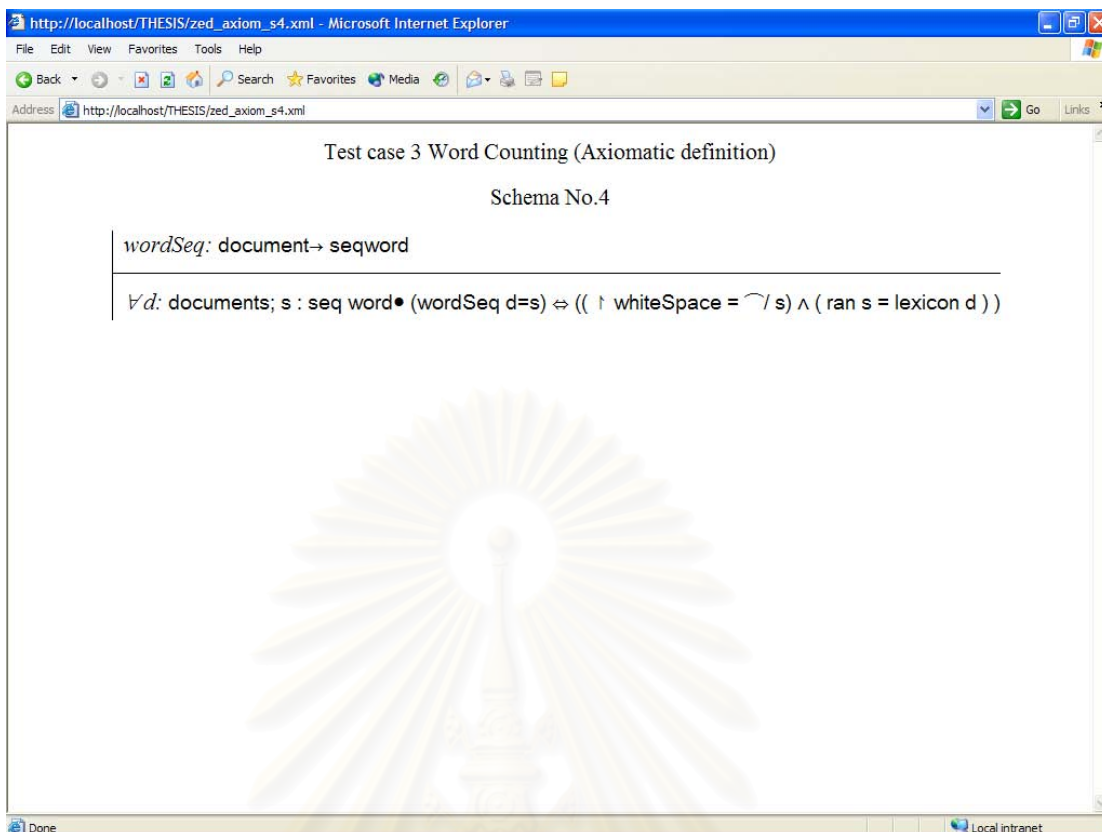 http://localhost/THESIS/zed_axiom_s4.xml - Microsoft Internet Explorer
File Edit View Favorites Tools Help
Back Search Favorites Media
Address http://localhost/THESIS/zed_axiom_s4.xml Go Links
Test case 3 Word Counting (Axiomatic definition)
Schema No.4
wordSeq: document→ seqword
∀d: documents; s : seq word● (wordSeq d=s) ⇔ (( ↾ whiteSpace = ⁀/ s) ∧ ( ran s = lexicon d ) )
Done Local intranet